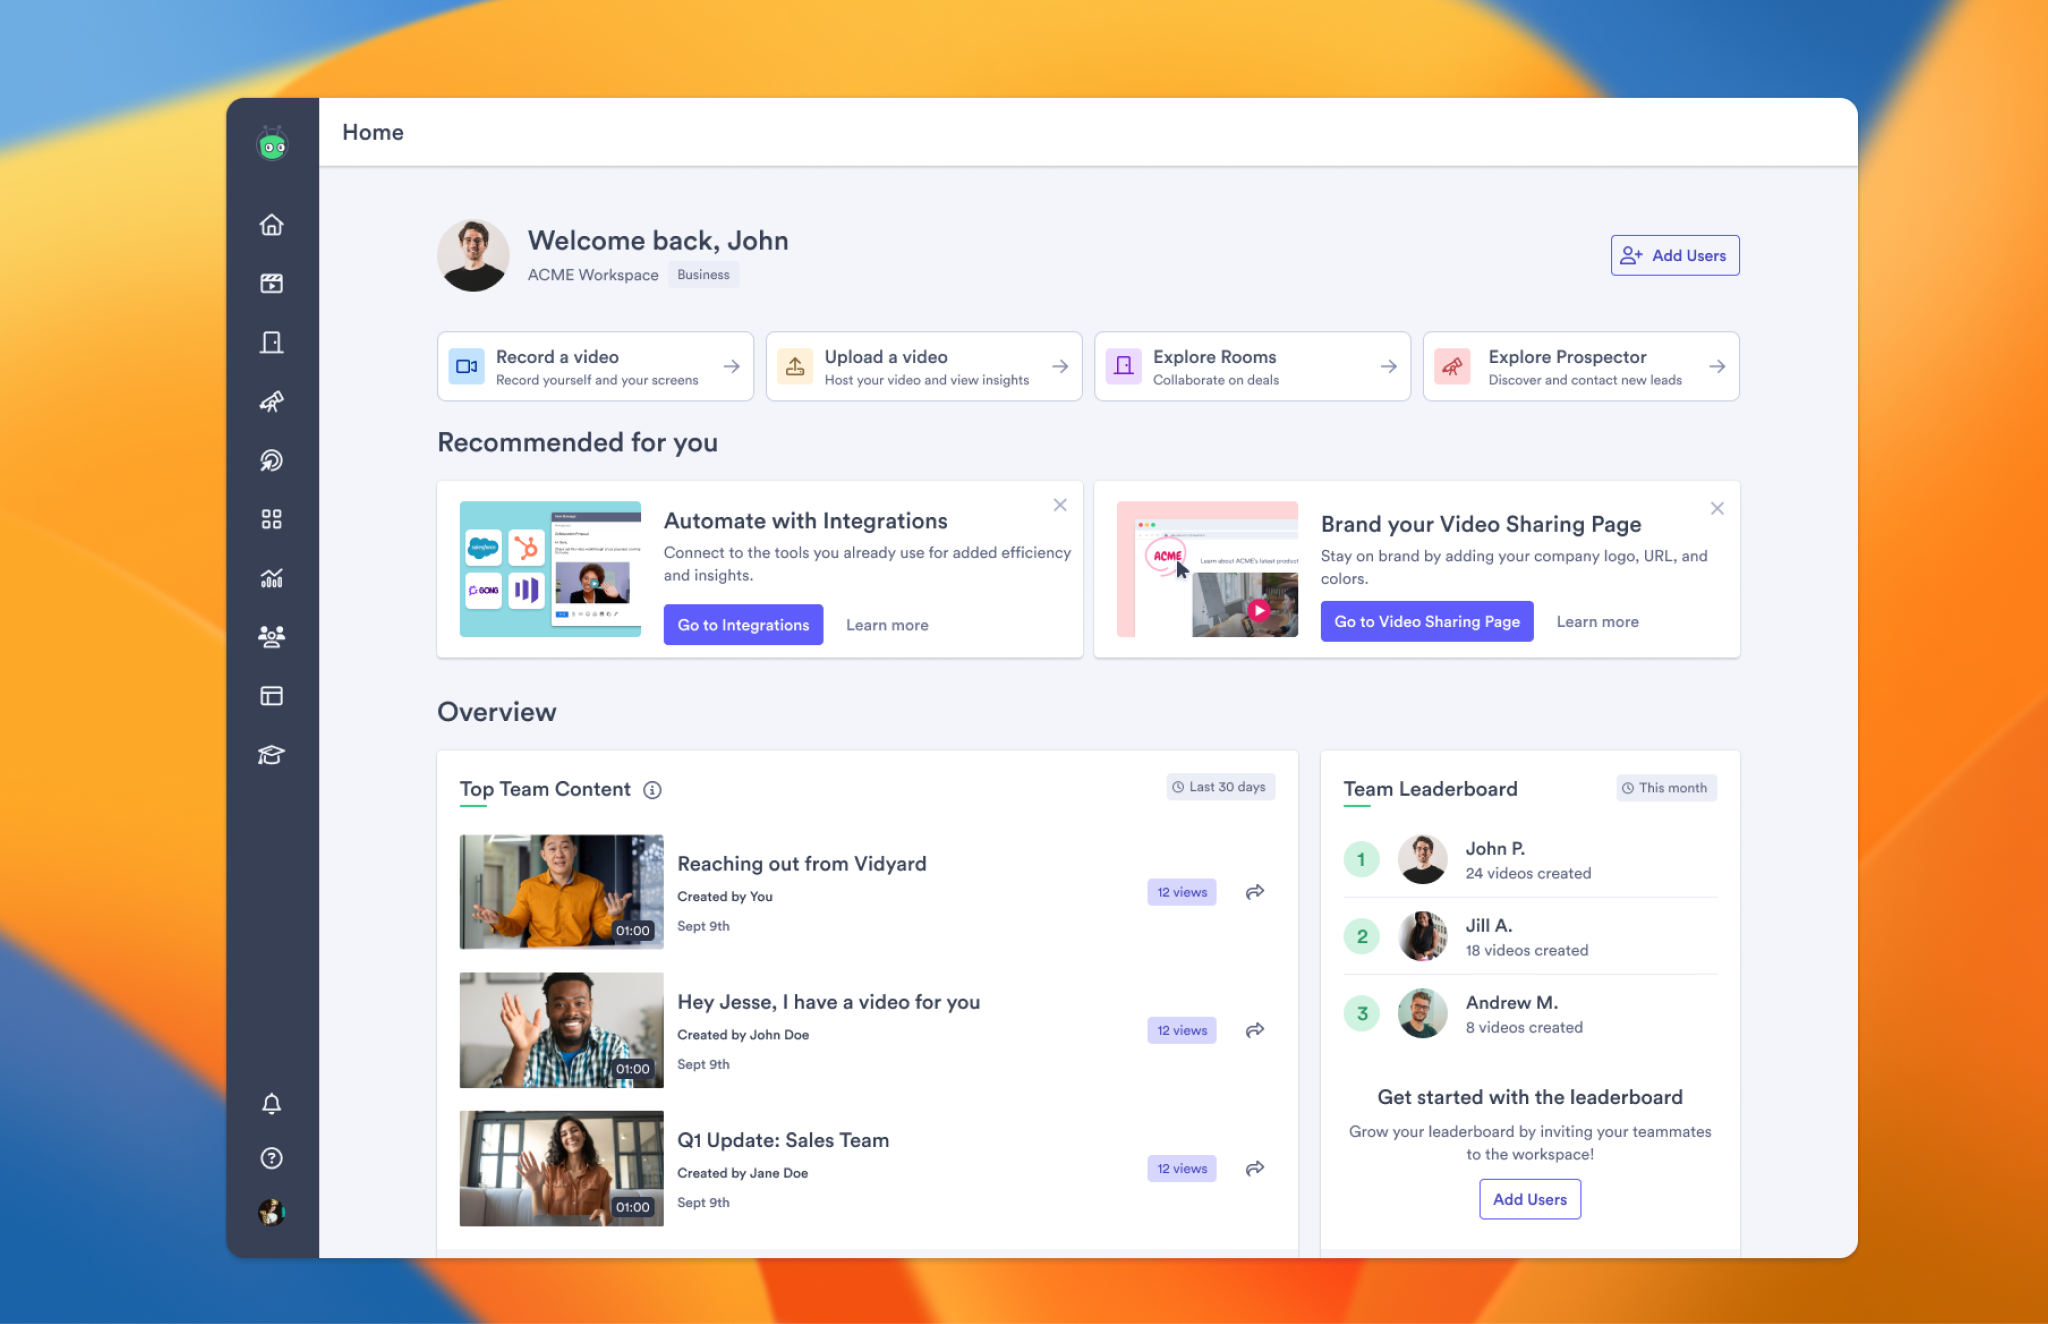 Home
Welcome back, John
ACME Workspace
Business
Add Users
Record a video
Record yourself and your screens
Upload a video
Host your video and view insights
Explore Rooms
Collaborate on deals
Explore Prospector
Discover and contact new leads
Recommended for you
salesforce
GONG
Automate with Integrations
Connect to the tools you already use for added efficiency
and insights.
Go to Integrations
Learn more
ACME
Learn about ACME's latest product
Brand your Video Sharing Page
Stay on brand by adding your company logo, URL, and
colors.
Go to Video Sharing Page
Learn more
Overview
Top Team Content
Last 30 days
01:00
Reaching out from Vidyard
Created by You
Sept 9th
12 views
01:00
Hey Jesse, I have a video for you
Created by John Doe
Sept 9th
12 views
01:00
Q1 Update: Sales Team
Created by Jane Doe
Sept 9th
12 views
Team Leaderboard
This month
1
John P.
24 videos created
2
Jill A.
18 videos created
3
Andrew M.
8 videos created
Get started with the leaderboard
Grow your leaderboard by inviting your teammates
to the workspace!
Add Users